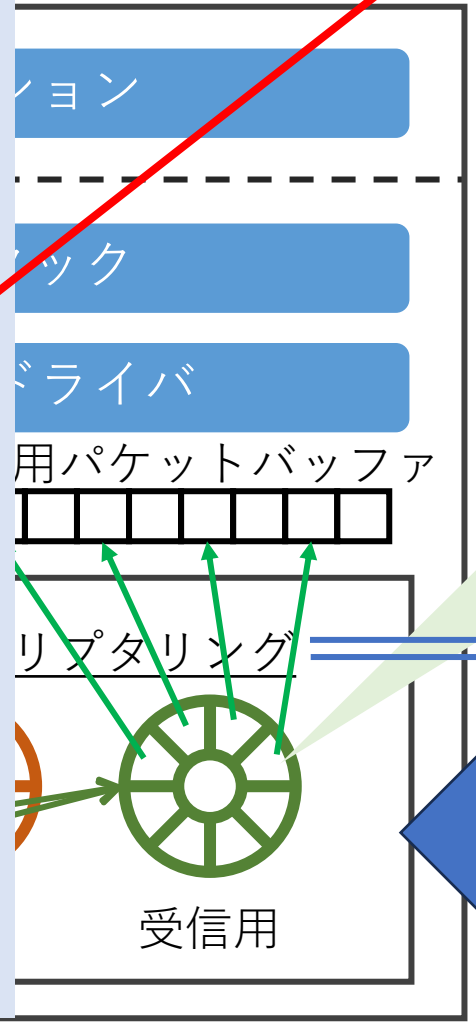 ション
ック
ドライバ
用パケットバッファ
リプタリング
受信用